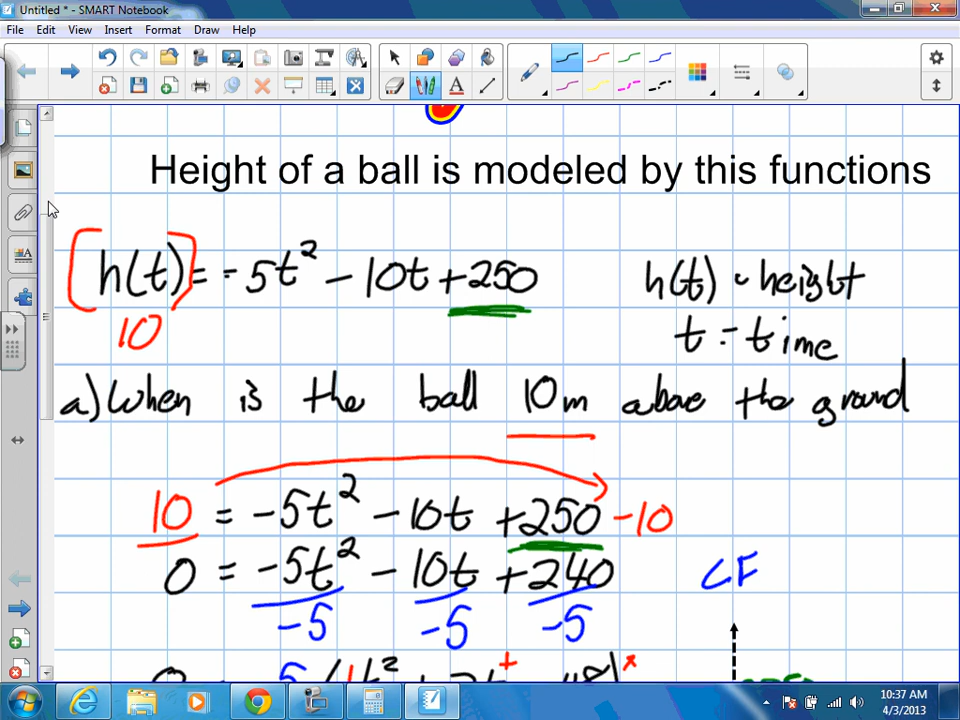 Untitled * - SMART Notebook
File Edit View Insert Format Draw Help
Height of a ball is modeled by this functions
[h(t)] = -5t² - 10t + 250
h(t) = height
10
t = time
a) When is the ball 10m above the ground
10 = -5t² - 10t + 250 - 10
0 = -5t² - 10t + 240
CF
-5 -5 -5
10:37 AM
4/3/2013